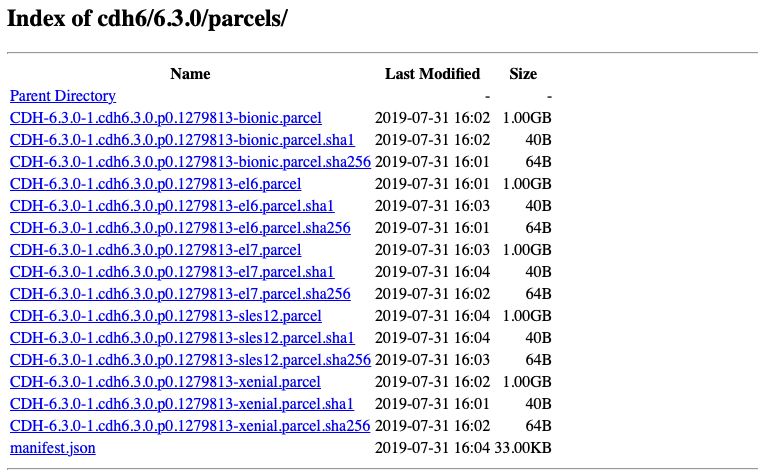 Index of cdh6/6.3.0/parcels/
Name Last Modified Size
Parent Directory - -
CDH-6.3.0-1.cdh6.3.0.p0.1279813-bionic.parcel 2019-07-31 16:02 1.00GB
CDH-6.3.0-1.cdh6.3.0.p0.1279813-bionic.parcel.sha1 2019-07-31 16:02 40B
CDH-6.3.0-1.cdh6.3.0.p0.1279813-bionic.parcel.sha256 2019-07-31 16:01 64B
CDH-6.3.0-1.cdh6.3.0.p0.1279813-el6.parcel 2019-07-31 16:01 1.00GB
CDH-6.3.0-1.cdh6.3.0.p0.1279813-el6.parcel.sha1 2019-07-31 16:03 40B
CDH-6.3.0-1.cdh6.3.0.p0.1279813-el6.parcel.sha256 2019-07-31 16:01 64B
CDH-6.3.0-1.cdh6.3.0.p0.1279813-el7.parcel 2019-07-31 16:03 1.00GB
CDH-6.3.0-1.cdh6.3.0.p0.1279813-el7.parcel.sha1 2019-07-31 16:04 40B
CDH-6.3.0-1.cdh6.3.0.p0.1279813-el7.parcel.sha256 2019-07-31 16:02 64B
CDH-6.3.0-1.cdh6.3.0.p0.1279813-sles12.parcel 2019-07-31 16:04 1.00GB
CDH-6.3.0-1.cdh6.3.0.p0.1279813-sles12.parcel.sha1 2019-07-31 16:04 40B
CDH-6.3.0-1.cdh6.3.0.p0.1279813-sles12.parcel.sha256 2019-07-31 16:03 64B
CDH-6.3.0-1.cdh6.3.0.p0.1279813-xenial.parcel 2019-07-31 16:02 1.00GB
CDH-6.3.0-1.cdh6.3.0.p0.1279813-xenial.parcel.sha1 2019-07-31 16:01 40B
CDH-6.3.0-1.cdh6.3.0.p0.1279813-xenial.parcel.sha256 2019-07-31 16:02 64B
manifest.json 2019-07-31 16:04 33.00KB